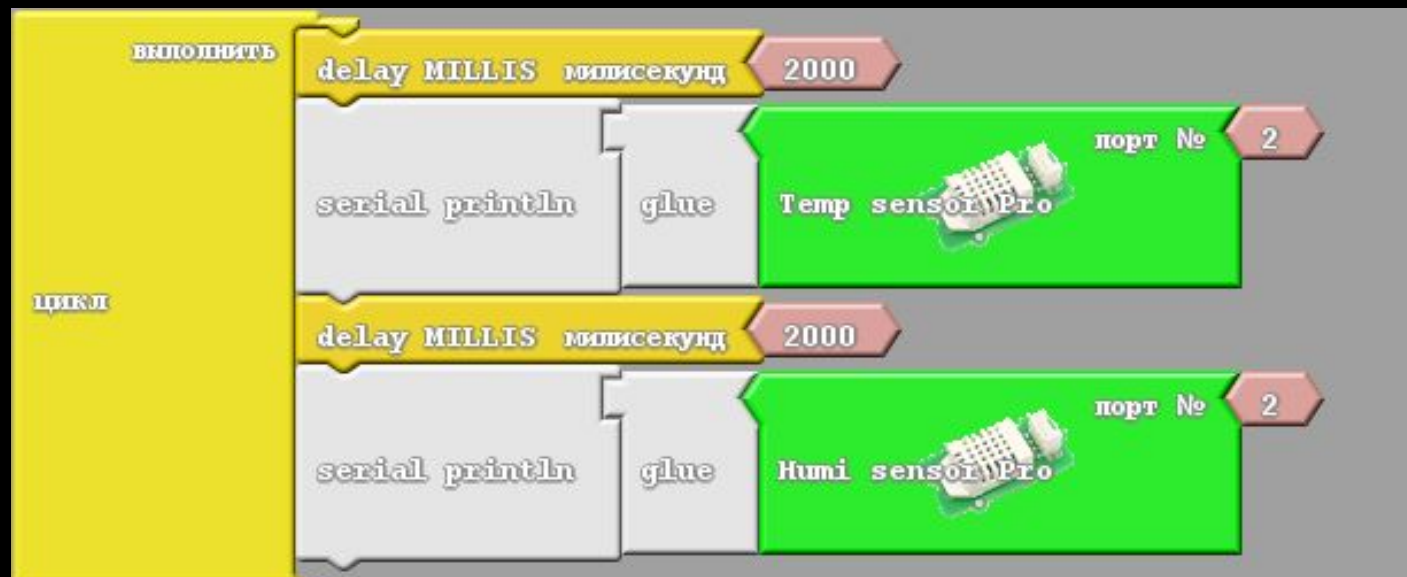 выполнить
delay MILLIS милисекунд 2000
порт № 2
serial println glue Temp sensor Pro
цикл
delay MILLIS милисекунд 2000
порт № 2
serial println glue Humi sensor Pro